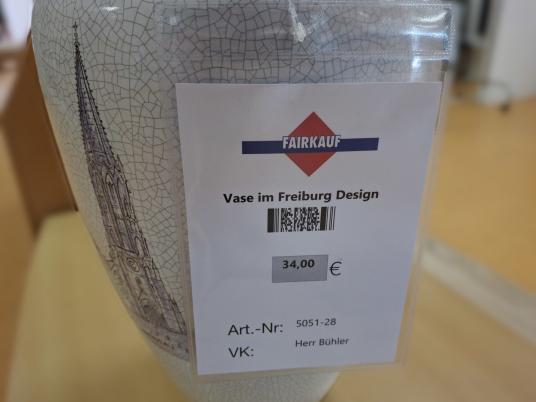 FAIRKAUF
Vase im Freiburg Design
34,00 €
Art.-Nr: 5051-28
VK: Herr Bühler